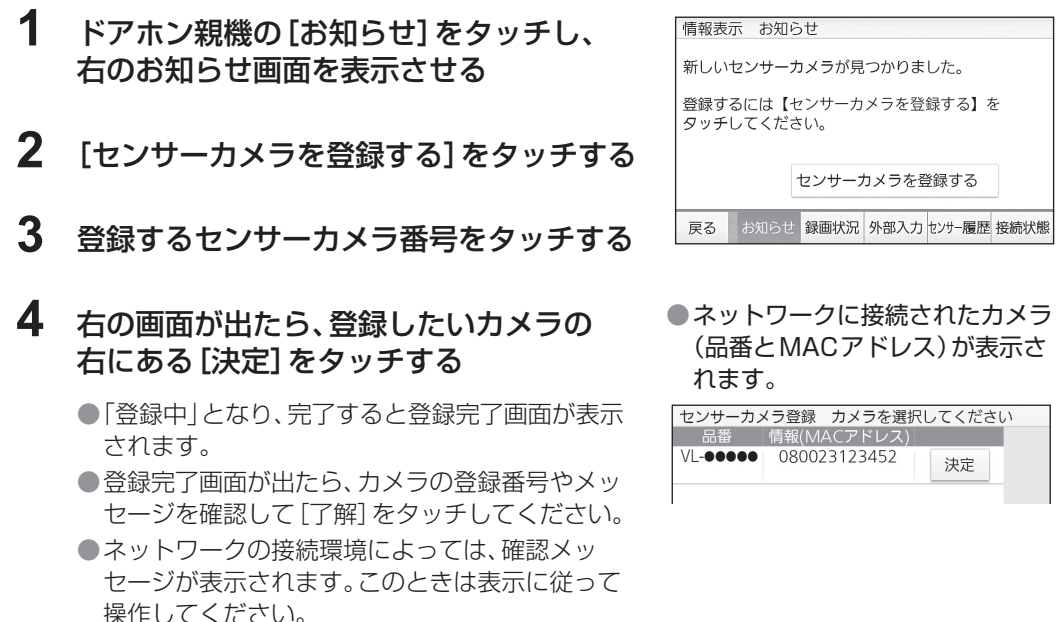 1 ドアホン親機の［お知らせ］をタッチし、
右のお知らせ画面を表示させる
2 ［センサーカメラを登録する］をタッチする
3 登録するセンサーカメラ番号をタッチする
4 右の画面が出たら、登録したいカメラの
右にある［決定］をタッチする
●「登録中」となり、完了すると登録完了画面が表示
されます。
●登録完了画面が出たら、カメラの登録番号やメッ
セージを確認して［了解］をタッチしてください。
●ネットワークの接続環境によっては、確認メッ
セージが表示されます。このときは表示に従って
操作してください。
情報表示 お知らせ
新しいセンサーカメラが見つかりました。
登録するには【センサーカメラを登録する】を
タッチしてください。
センサーカメラを登録する
戻る お知らせ 録画状況 外部入力 センサー履歴 接続状態
●ネットワークに接続されたカメラ
（品番とMACアドレス）が表示さ
れます。
センサーカメラ登録 カメラを選択してください
品番 情報(MACアドレス)
VL-●●●●● 080023123452 決定